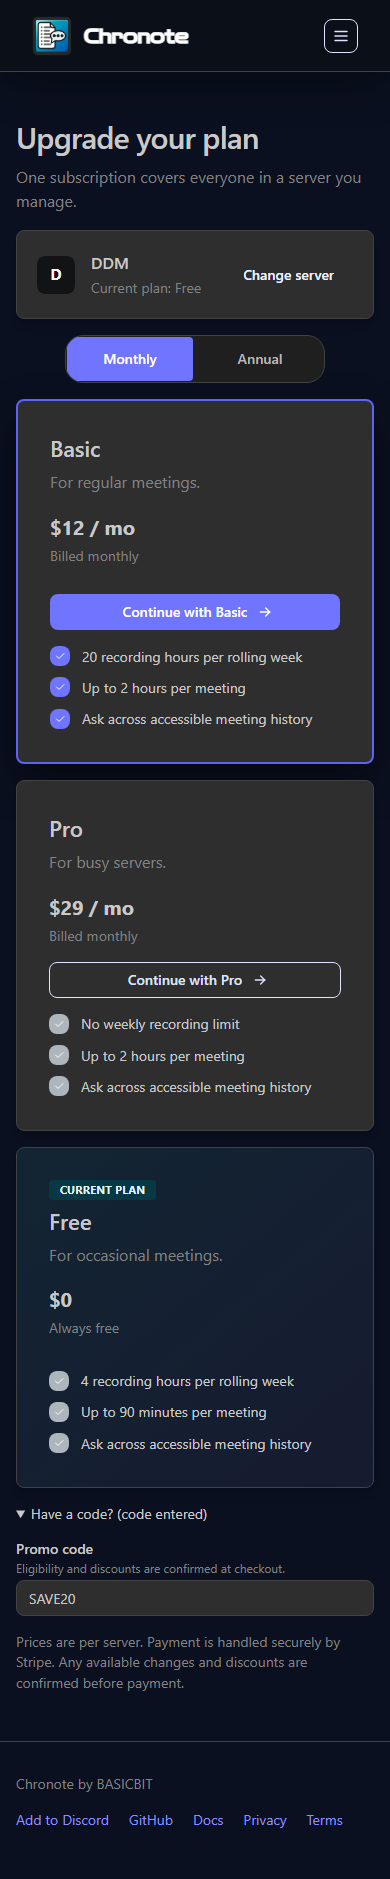 Chronote
Upgrade your plan
One subscription covers everyone in a server you
manage.
D
DDM
Current plan: Free
Change server
Monthly
Annual
Basic
For regular meetings.
$12 / mo
Billed monthly
Continue with Basic →
20 recording hours per rolling week
Up to 2 hours per meeting
Ask across accessible meeting history
Pro
For busy servers.
$29 / mo
Billed monthly
Continue with Pro →
No weekly recording limit
Up to 2 hours per meeting
Ask across accessible meeting history
CURRENT PLAN
Free
For occasional meetings.
$0
Always free
4 recording hours per rolling week
Up to 90 minutes per meeting
Ask across accessible meeting history
▼ Have a code? (code entered)
Promo code
Eligibility and discounts are confirmed at checkout.
SAVE20
Prices are per server. Payment is handled securely by
Stripe. Any available changes and discounts are
confirmed before payment.
Chronote by BASICBIT
Add to Discord GitHub Docs Privacy Terms